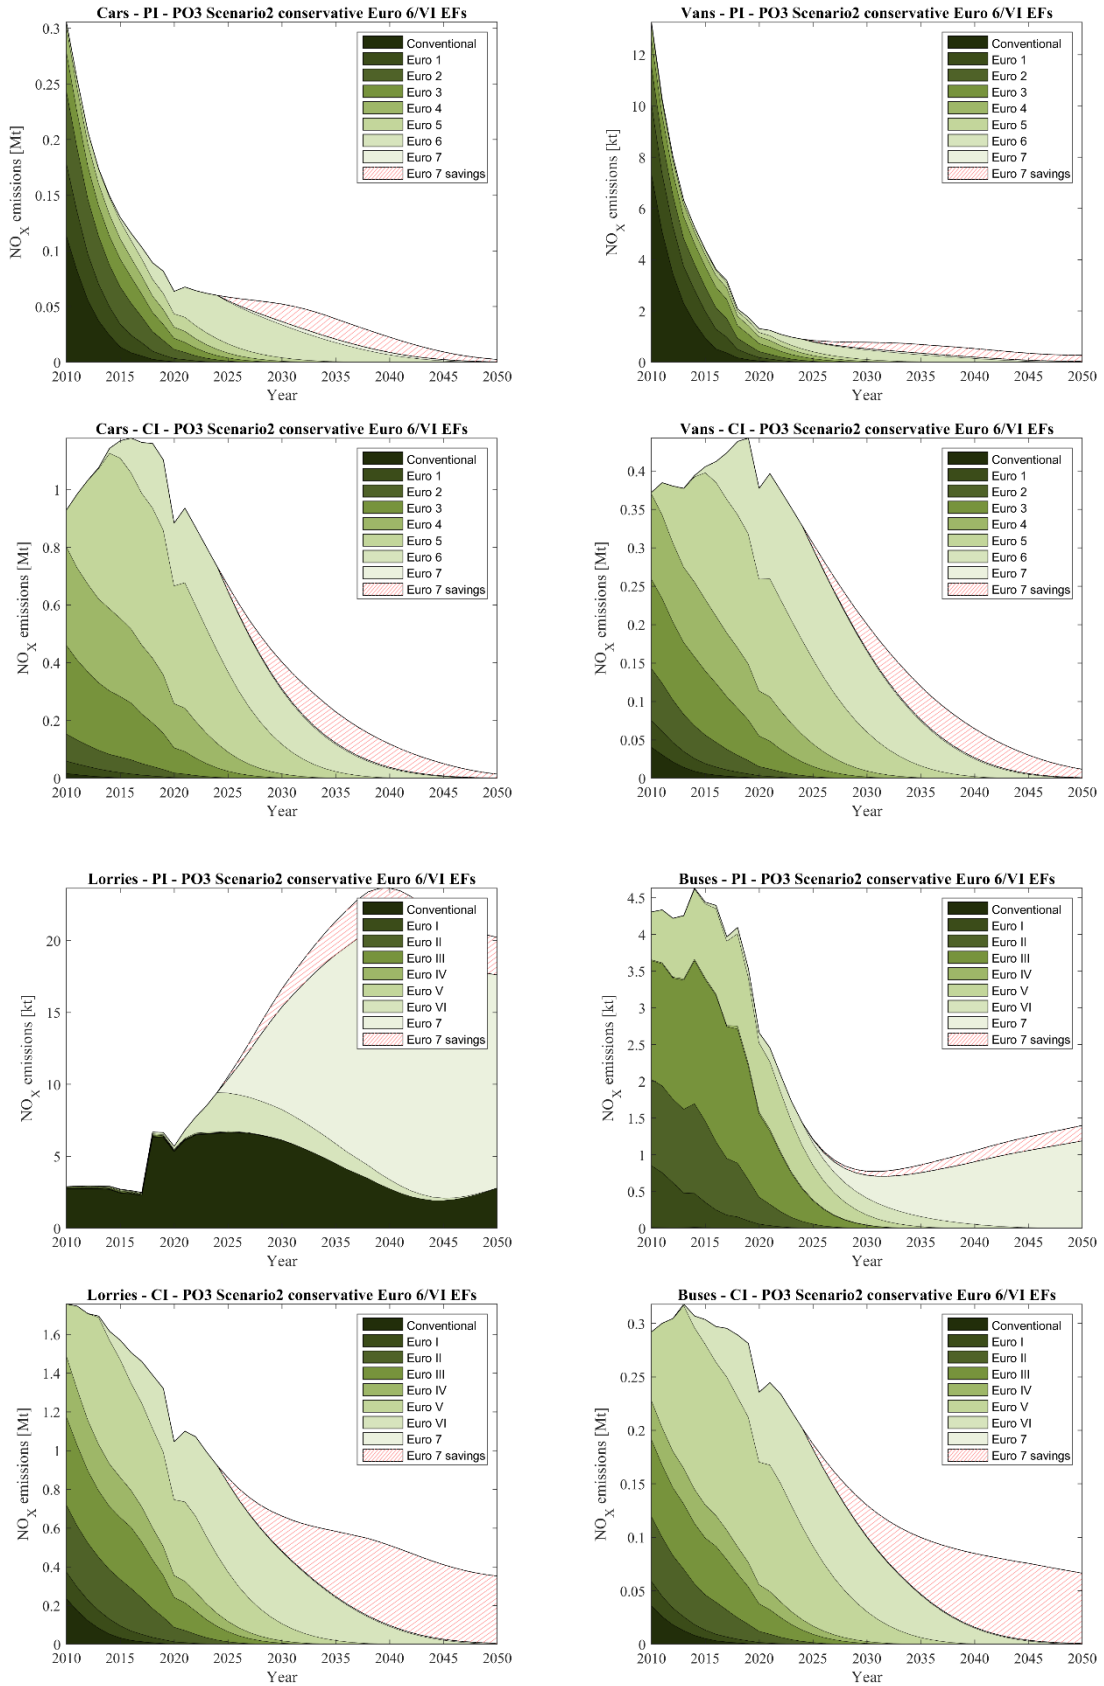 Cars - PI - PO3 Scenario2 conservative Euro 6/VI EFs
NOX emissions [Mt]
0.3
0.25
0.2
0.15
0.1
0.05
0
Conventional
Euro 1
Euro 2
Euro 3
Euro 4
Euro 5
Euro 6
Euro 7
Euro 7 savings
2010 2015 2020 2025 2030 2035 2040 2045 2050
Year
Vans - PI - PO3 Scenario2 conservative Euro 6/VI EFs
NOX emissions [kt]
12
10
8
6
4
2
0
Conventional
Euro 1
Euro 2
Euro 3
Euro 4
Euro 5
Euro 6
Euro 7
Euro 7 savings
2010 2015 2020 2025 2030 2035 2040 2045 2050
Year
Cars - CI - PO3 Scenario2 conservative Euro 6/VI EFs
NOX emissions [Mt]
1
0.8
0.6
0.4
0.2
0
Conventional
Euro 1
Euro 2
Euro 3
Euro 4
Euro 5
Euro 6
Euro 7
Euro 7 savings
2010 2015 2020 2025 2030 2035 2040 2045 2050
Year
Vans - CI - PO3 Scenario2 conservative Euro 6/VI EFs
NOX emissions [Mt]
0.4
0.35
0.3
0.25
0.2
0.15
0.1
0.05
0
Conventional
Euro 1
Euro 2
Euro 3
Euro 4
Euro 5
Euro 6
Euro 7
Euro 7 savings
2010 2015 2020 2025 2030 2035 2040 2045 2050
Year
Lorries - PI - PO3 Scenario2 conservative Euro 6/VI EFs
NOX emissions [kt]
20
15
10
5
0
Conventional
Euro I
Euro II
Euro III
Euro IV
Euro V
Euro VI
Euro 7
Euro 7 savings
2010 2015 2020 2025 2030 2035 2040 2045 2050
Year
Buses - PI - PO3 Scenario2 conservative Euro 6/VI EFs
NOX emissions [kt]
4.5
4
3.5
3
2.5
2
1.5
1
0.5
0
Conventional
Euro I
Euro II
Euro III
Euro IV
Euro V
Euro VI
Euro 7
Euro 7 savings
2010 2015 2020 2025 2030 2035 2040 2045 2050
Year
Lorries - CI - PO3 Scenario2 conservative Euro 6/VI EFs
NOX emissions [Mt]
1.6
1.4
1.2
1
0.8
0.6
0.4
0.2
0
Conventional
Euro I
Euro II
Euro III
Euro IV
Euro V
Euro VI
Euro 7
Euro 7 savings
2010 2015 2020 2025 2030 2035 2040 2045 2050
Year
Buses - CI - PO3 Scenario2 conservative Euro 6/VI EFs
NOX emissions [Mt]
0.3
0.25
0.2
0.15
0.1
0.05
0
Conventional
Euro I
Euro II
Euro III
Euro IV
Euro V
Euro VI
Euro 7
Euro 7 savings
2010 2015 2020 2025 2030 2035 2040 2045 2050
Year